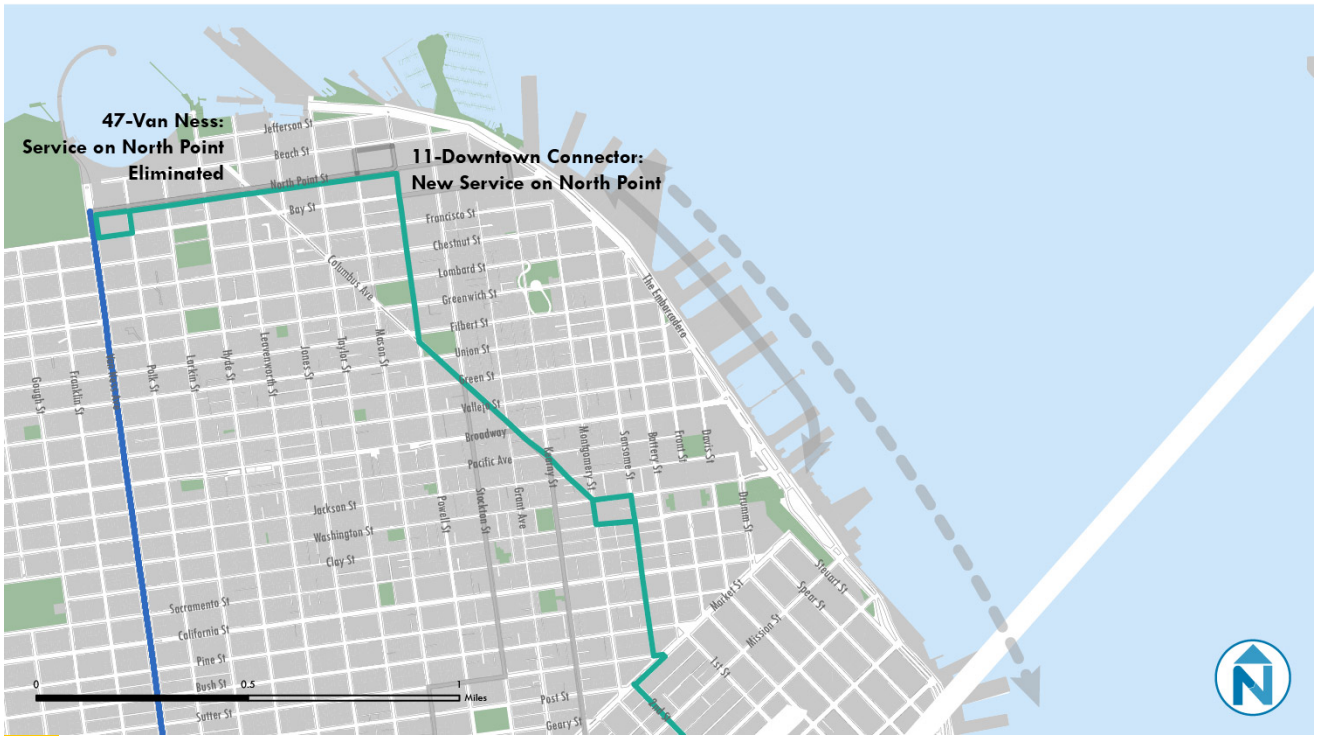 47-Van Ness:
Service on North Point
Eliminated
11-Downtown Connector:
New Service on North Point
Jefferson St
Beach St
North Point St
Bay St
Francisco St
Chestnut St
Lombard St
Greenwich St
Filbert St
Union St
Green St
Vallejo St
Broadway
Pacific Ave
Columbus Ave
The Embarcadero
Gough St
Franklin St
Van Ness Ave
Polk St
Larkin St
Hyde St
Leavenworth St
Jones St
Taylor St
Mason St
Powell St
Stockton St
Grant Ave
Kearny St
Montgomery St
Sansome St
Battery St
Front St
Davis St
Drumm St
Jackson St
Washington St
Clay St
Sacramento St
California St
Pine St
Bush St
Sutter St
Post St
Geary St
Market St
Mission St
Steuart St
Spear St
1st St
2nd St
0 0.5 1
Miles
N